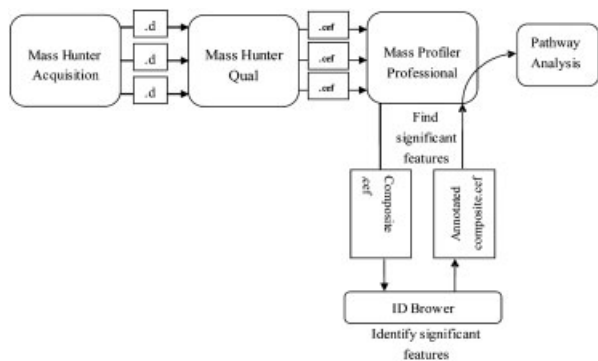 Mass Hunter
Acquisition
.d
.d
.d
Mass Hunter
Qual
.cef
.cef
.cef
Mass Profiler
Professional
Pathway
Analysis
Find
significant
features
Composite
.cef
Annotated
composite.cef
ID Brower
Identify significant
features